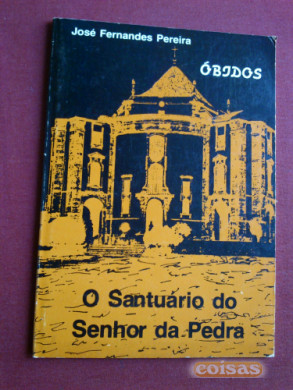 José Fernandes Pereira
ÓBIDOS
O Santuário do
Senhor da Pedra
coisas